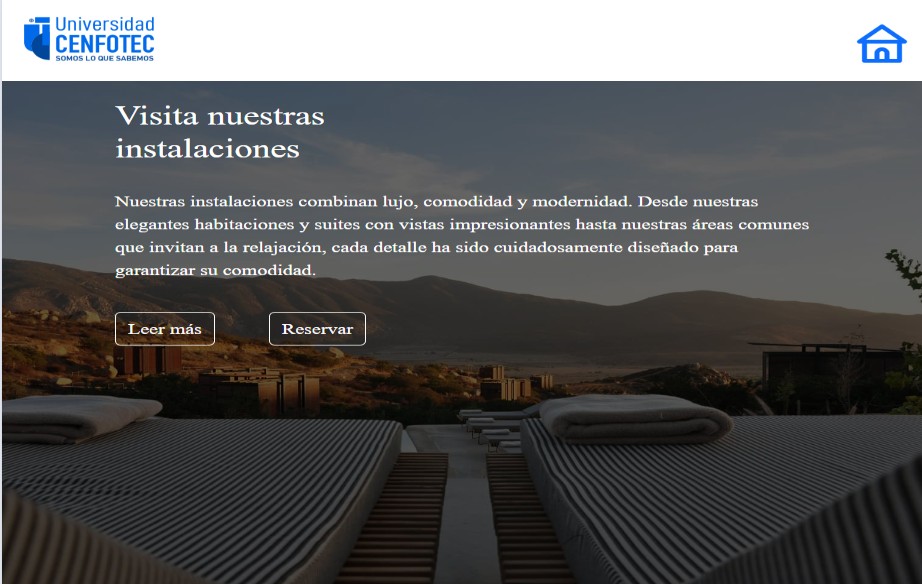 Universidad
CENFOTEC
SOMOS LO QUE SABEMOS
Visita nuestras
instalaciones
Nuestras instalaciones combinan lujo, comodidad y modernidad. Desde nuestras
elegantes habitaciones y suites con vistas impresionantes hasta nuestras áreas comunes
que invitan a la relajación, cada detalle ha sido cuidadosamente diseñado para
garantizar su comodidad.
Leer más
Reservar